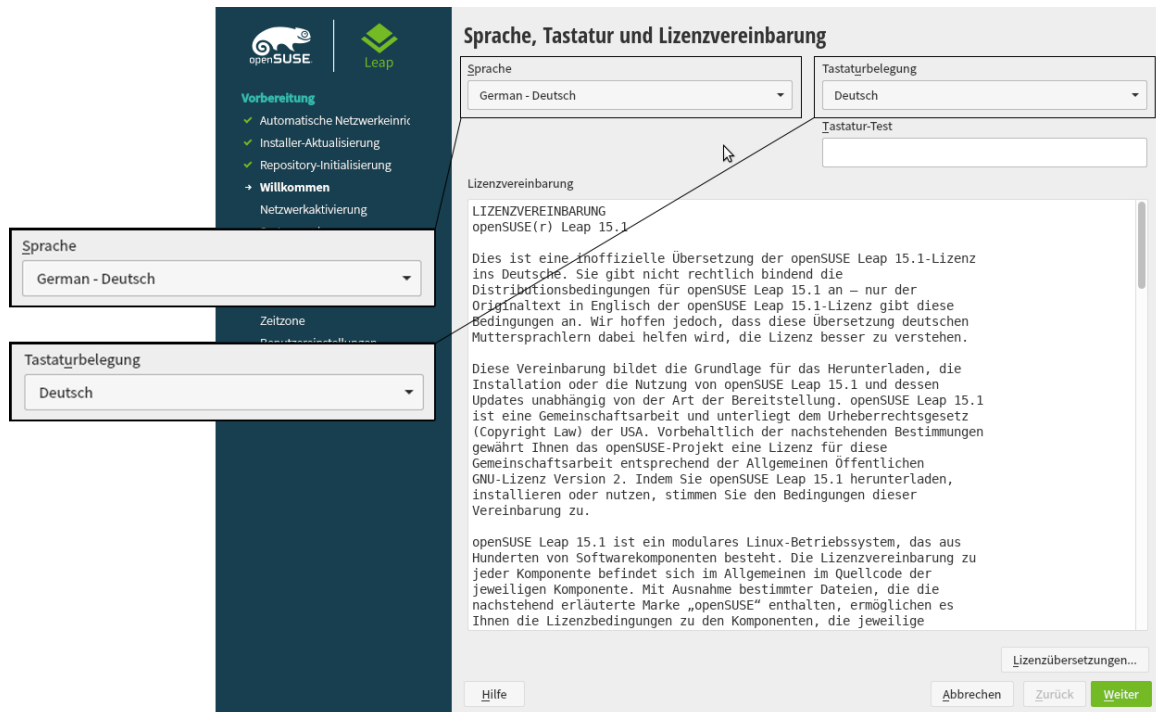 openSUSE
Leap
Vorbereitung
Automatische Netzwerkeinric
Installer-Aktualisierung
Repository-Initialisierung
Willkommen
Netzwerkaktivierung
Sprache
German - Deutsch
Zeitzone
Tastaturbelegung
Deutsch
Sprache, Tastatur und Lizenzvereinbarung
Sprache
German - Deutsch
Tastaturbelegung
Deutsch
Tastatur-Test
Lizenzvereinbarung
LIZENZVEREINBARUNG
openSUSE(r) Leap 15.1
Dies ist eine inoffizielle Übersetzung der openSUSE Leap 15.1-Lizenz
ins Deutsche. Sie gibt nicht rechtlich bindend die
Distributionsbedingungen für openSUSE Leap 15.1 an – nur der
Originaltext in Englisch der openSUSE Leap 15.1-Lizenz gibt diese
Bedingungen an. Wir hoffen jedoch, dass diese Übersetzung deutschen
Muttersprachlern dabei helfen wird, die Lizenz besser zu verstehen.
Diese Vereinbarung bildet die Grundlage für das Herunterladen, die
Installation oder die Nutzung von openSUSE Leap 15.1 und dessen
Updates unabhängig von der Art der Bereitstellung. openSUSE Leap 15.1
ist eine Gemeinschaftsarbeit und unterliegt dem Urheberrechtsgesetz
(Copyright Law) der USA. Vorbehaltlich der nachstehenden Bestimmungen
gewährt Ihnen das openSUSE-Projekt eine Lizenz für diese
Gemeinschaftsarbeit entsprechend der Allgemeinen Öffentlichen
GNU-Lizenz Version 2. Indem Sie openSUSE Leap 15.1 herunterladen,
installieren oder nutzen, stimmen Sie den Bedingungen dieser
Vereinbarung zu.
openSUSE Leap 15.1 ist ein modulares Linux-Betriebssystem, das aus
Hunderten von Softwarekomponenten besteht. Die Lizenzvereinbarung zu
jeder Komponente befindet sich im Allgemeinen im Quellcode der
jeweiligen Komponente. Mit Ausnahme bestimmter Dateien, die die
nachstehend erläuterte Marke „openSUSE“ enthalten, ermöglichen es
Ihnen die Lizenzbedingungen zu den Komponenten, die jeweilige
Lizenzübersetzungen...
Hilfe
Abbrechen
Zurück
Weiter